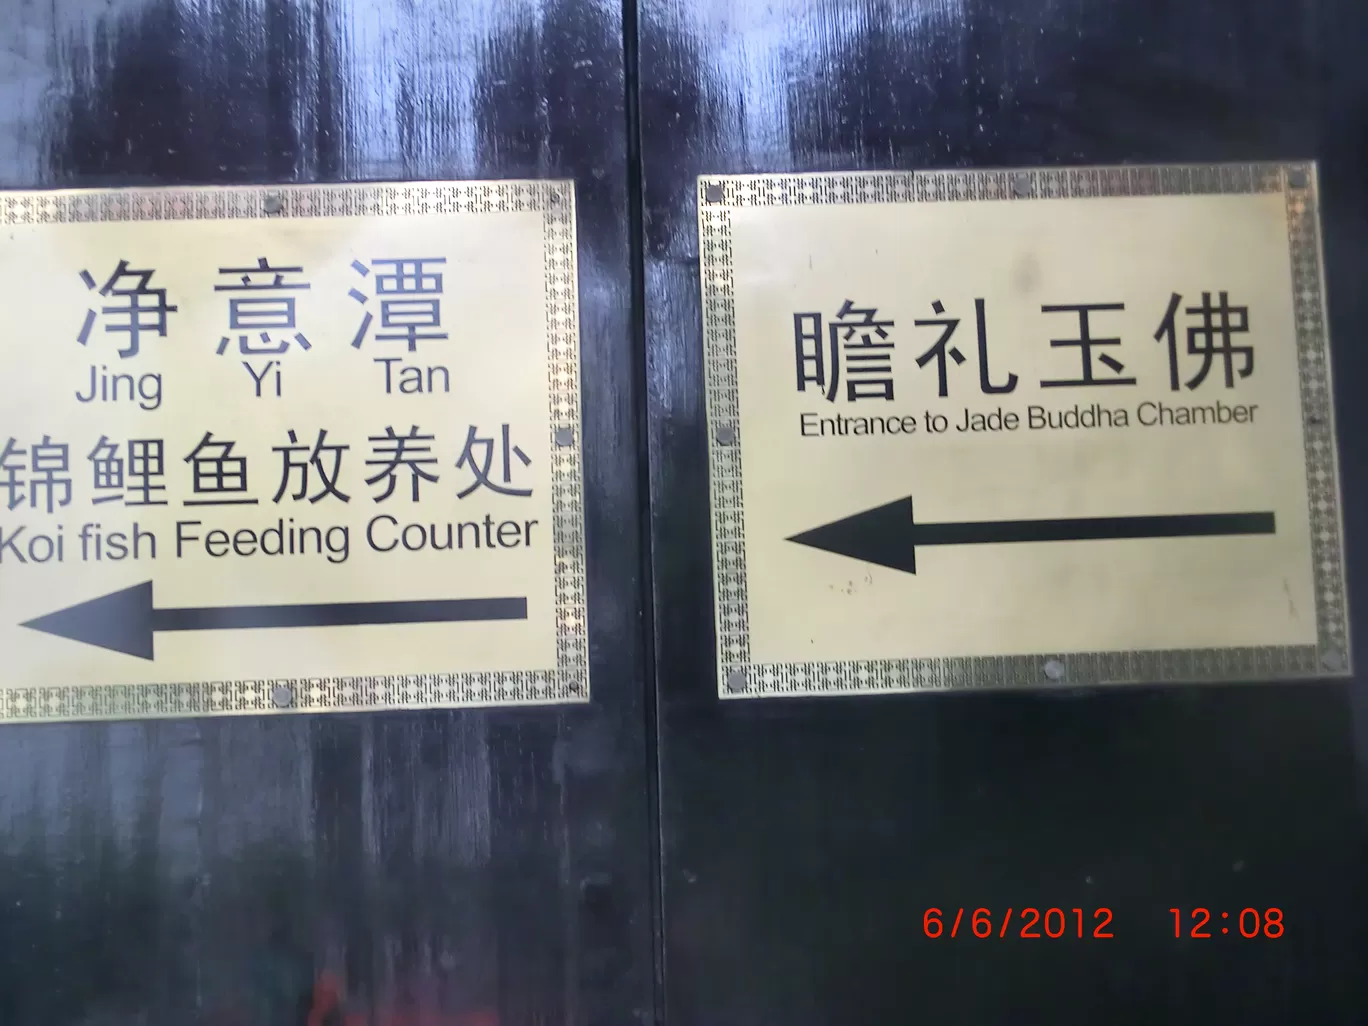 净意潭
Jing Yi Tan
锦鲤鱼放养处
Koi fish Feeding Counter
瞻礼玉佛
Entrance to Jade Buddha Chamber
6/6/2012 12:08